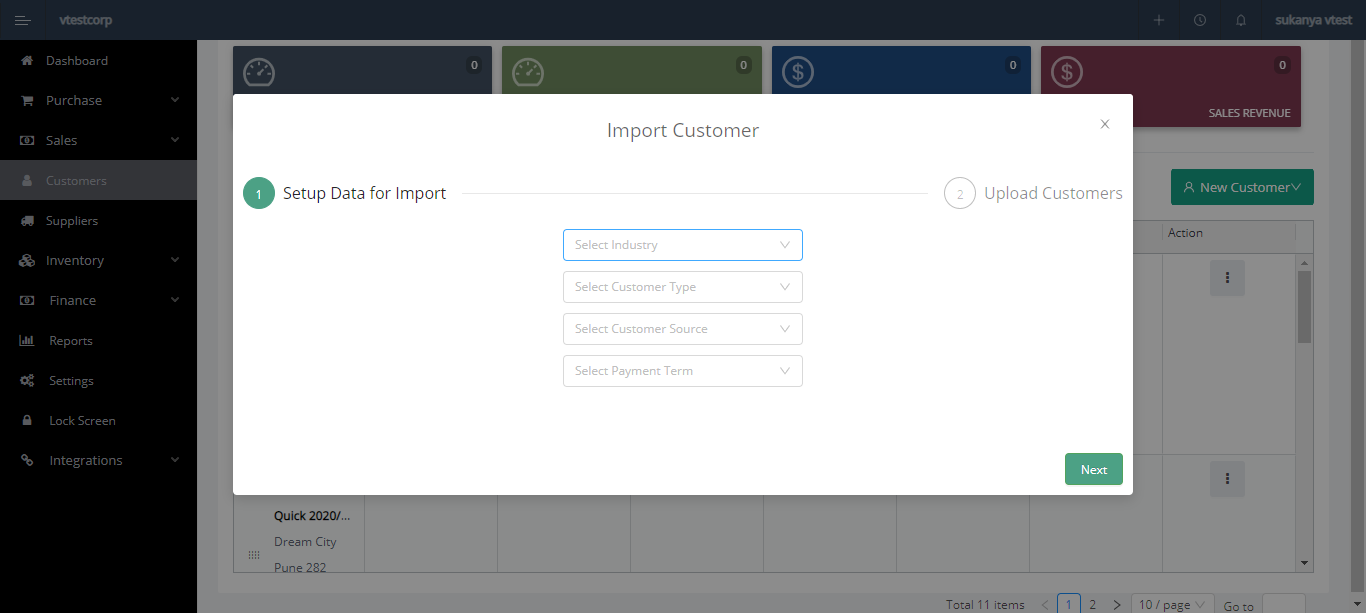 vtestcorp
sukanya vtest
Dashboard
Purchase
Sales
Customers
Suppliers
Inventory
Finance
Reports
Settings
Lock Screen
Integrations
0
0
0
0
SALES REVENUE
New Customer
Action
Import Customer
1 Setup Data for Import
2 Upload Customers
Select Industry
Select Customer Type
Select Customer Source
Select Payment Term
Next
Quick 2020/...
Dream City
Pune 282
Total 11 items < 1 2 > 10 / page Go to